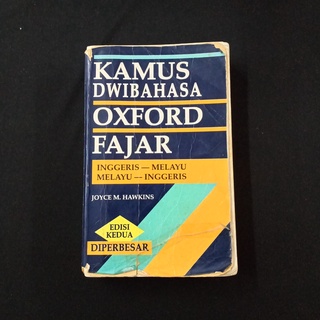 KAMUS
DWIBAHASA
OXFORD
FAJAR
INGGERIS — MELAYU
MELAYU — INGGERIS
JOYCE M. HAWKINS
EDISI
KEDUA
DIPERBESAR